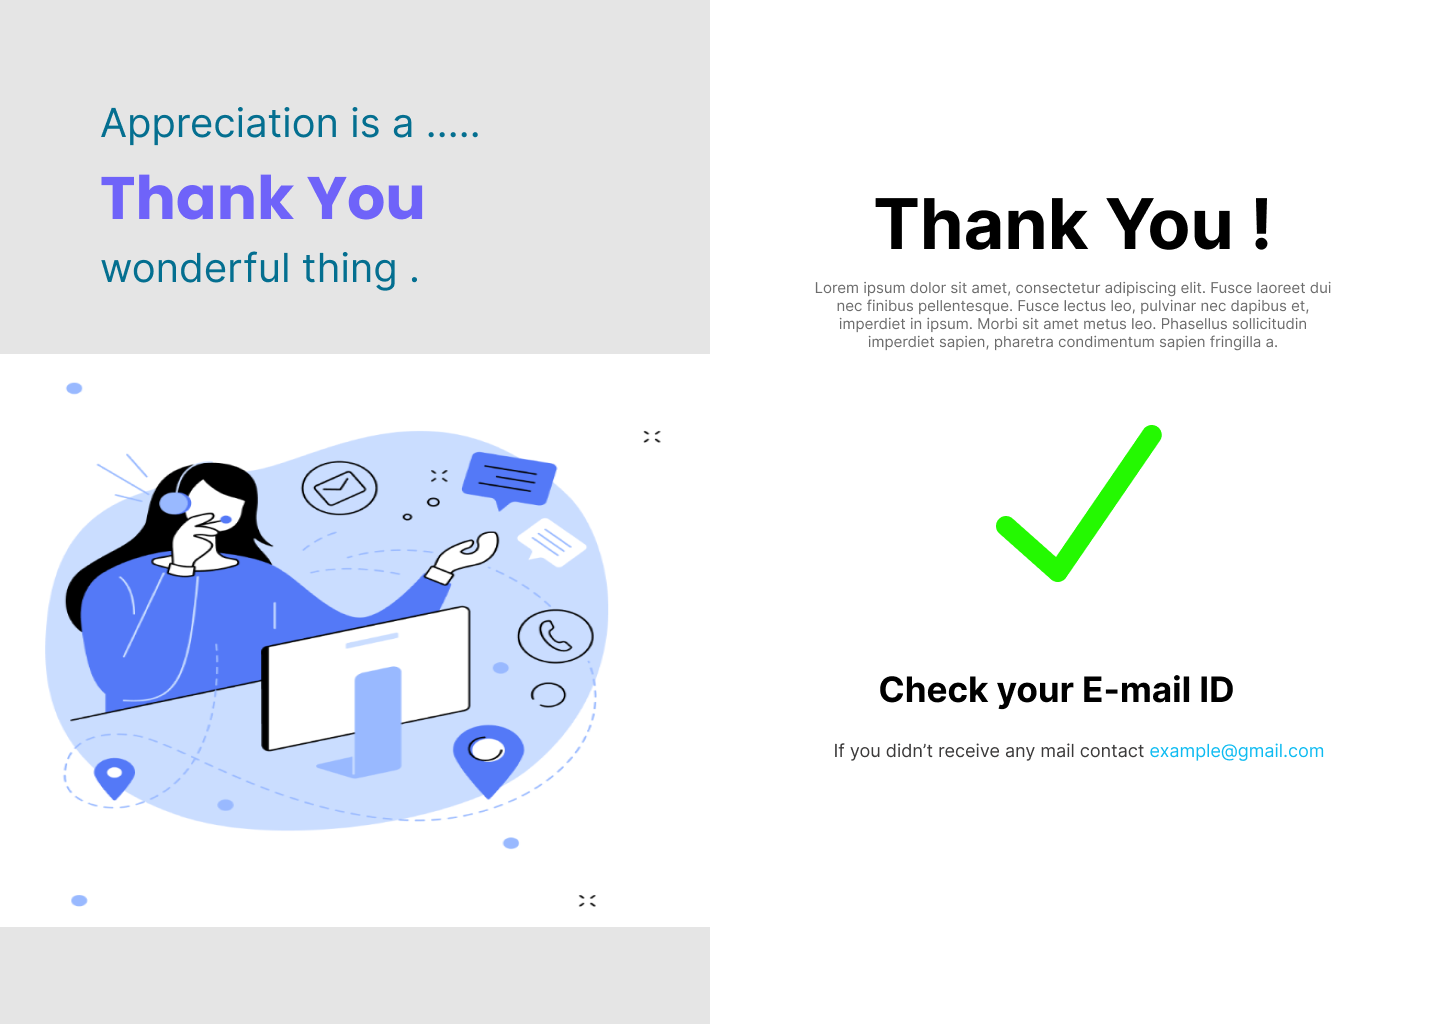 Appreciation is a .....
Thank You
wonderful thing .
Thank You !
Lorem ipsum dolor sit amet, consectetur adipiscing elit. Fusce laoreet dui
nec finibus pellentesque. Fusce lectus leo, pulvinar nec dapibus et,
imperdiet in ipsum. Morbi sit amet metus leo. Phasellus sollicitudin
imperdiet sapien, pharetra condimentum sapien fringilla a.
Check your E-mail ID
If you didn’t receive any mail contact example@gmail.com